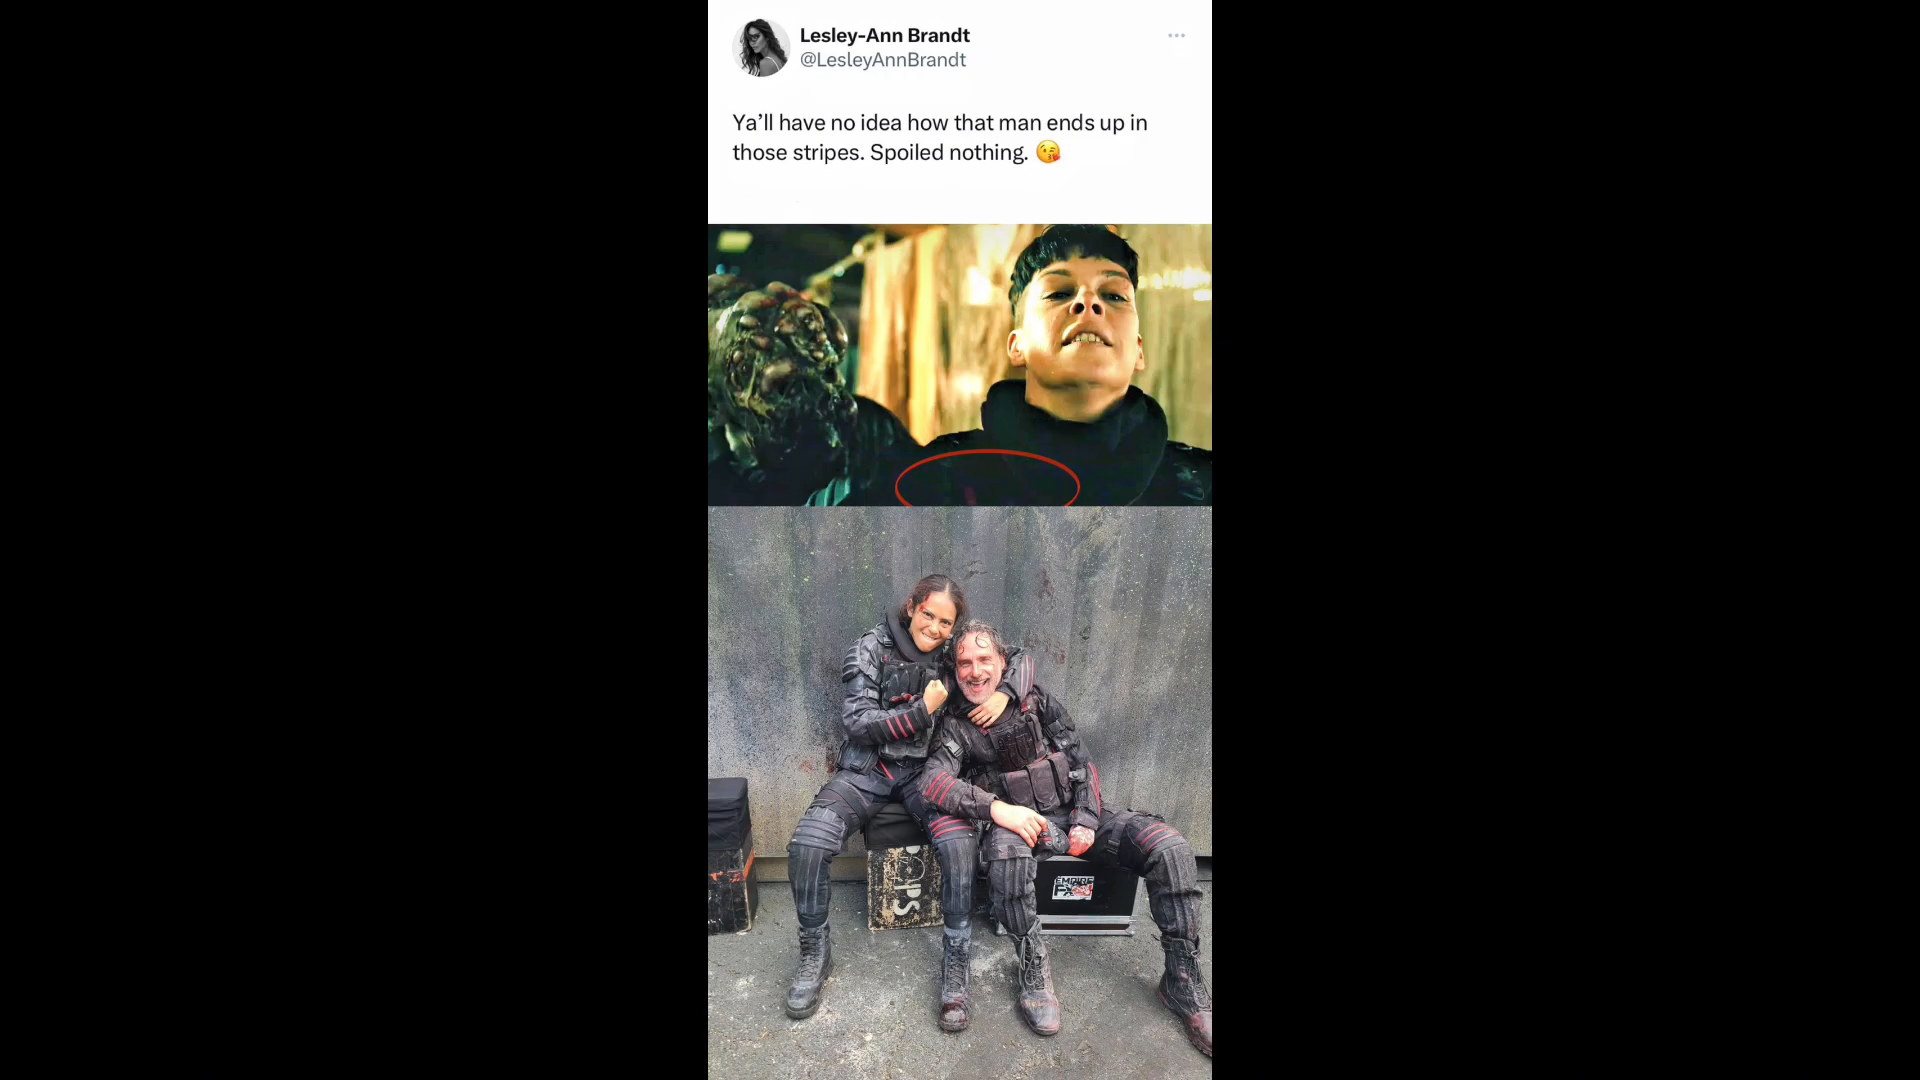 Lesley-Ann Brandt
@LesleyAnnBrandt
Ya’ll have no idea how that man ends up in
those stripes. Spoiled nothing. 😘
POPS
EMPIRE
FX